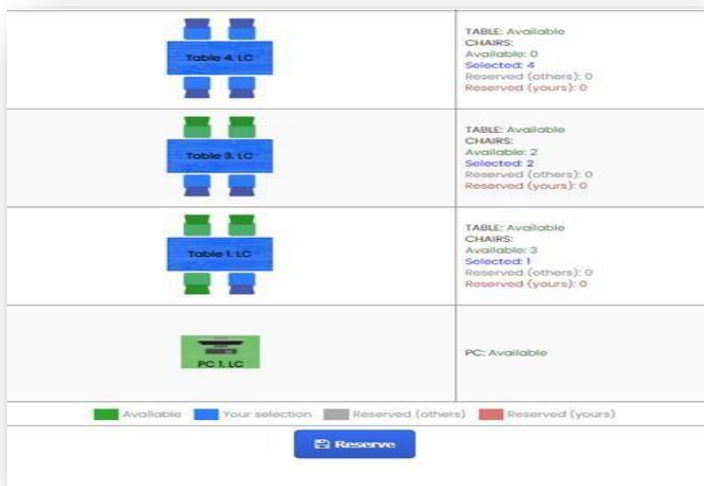 Table 4. LC
TABLE: Available
CHAIRS:
Available: 0
Selected: 4
Reserved (others): 0
Reserved (yours): 0
Table 3. LC
TABLE: Available
CHAIRS:
Available: 2
Selected: 2
Reserved (others): 0
Reserved (yours): 0
Table 1. LC
TABLE: Available
CHAIRS:
Available: 3
Selected: 1
Reserved (others): 0
Reserved (yours): 0
PC 1. LC
PC: Available
Available Your selection Reserved (others) Reserved (yours)
Reserve